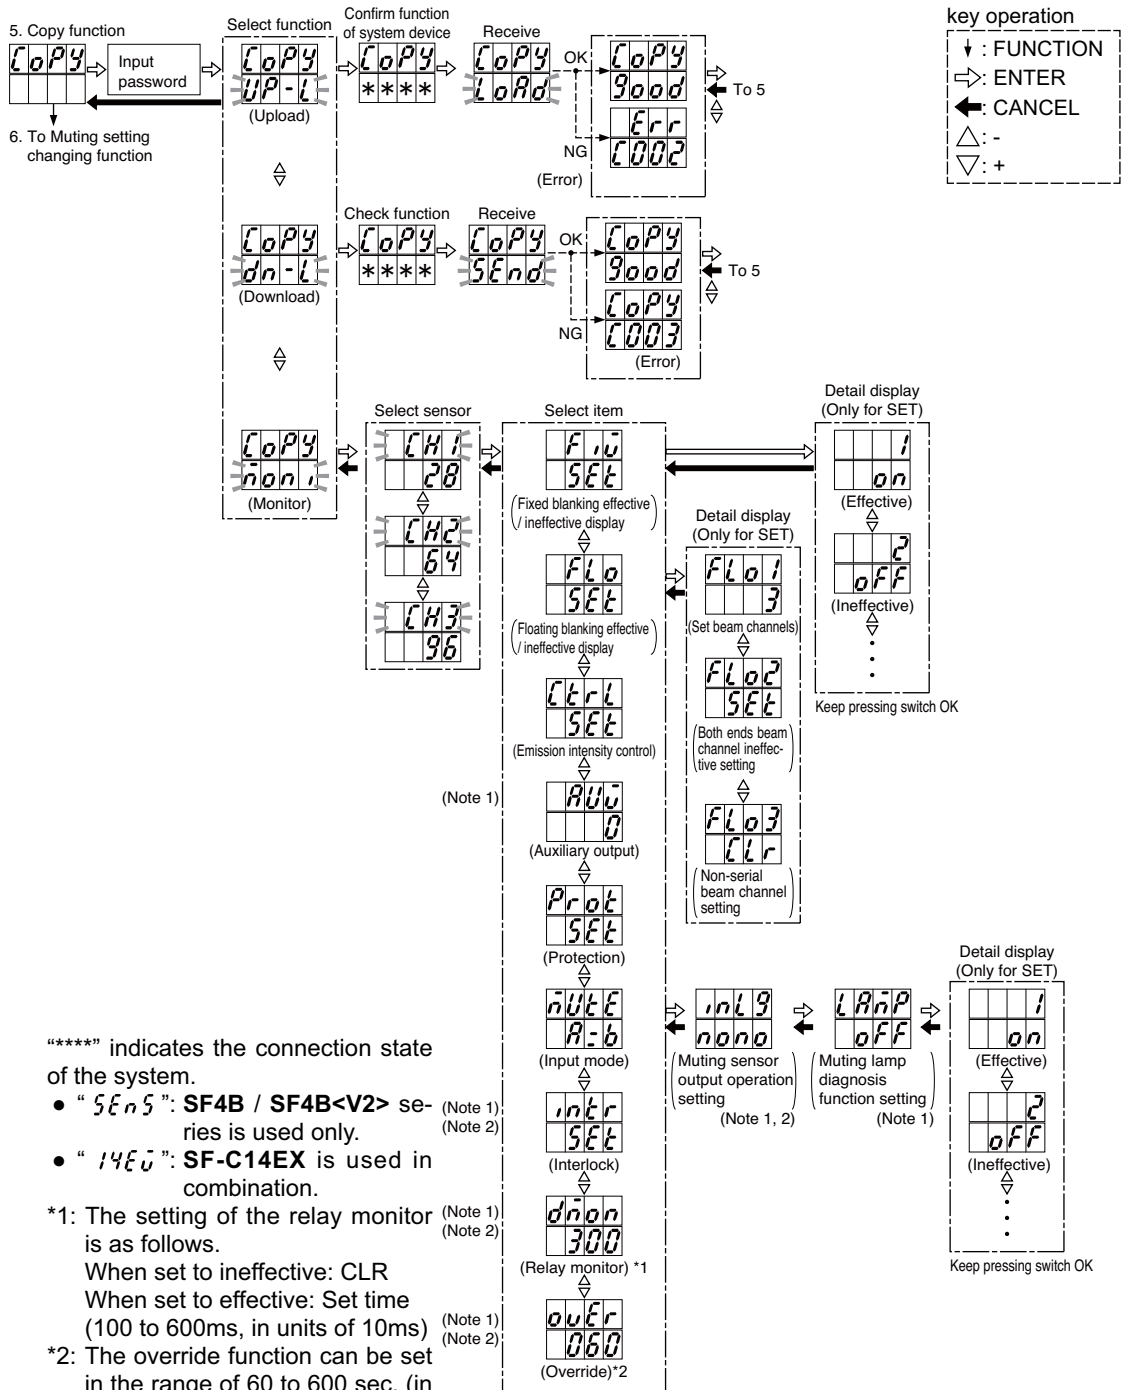 5. Copy function
CoPY
Input
password
6. To Muting setting
changing function
Select function
CoPY
UP-L
(Upload)
Confirm function
of system device
CoPY
****
Receive
CoPY
LoAd
OK
CoPY
good
NG
Err
C002
(Error)
To 5
key operation
: FUNCTION
: ENTER
: CANCEL
: -
: +
CoPY
dn-L
(Download)
Check function
CoPY
****
Receive
CoPY
SEnd
OK
CoPY
good
NG
CoPY
C003
(Error)
To 5
CoPY
moni
(Monitor)
Select sensor
CH1
28
CH2
64
CH3
96
Select item
Fix
SEt
(Fixed blanking effective
/ ineffective display)
FLo
SEt
(Floating blanking effective
/ ineffective display)
CtrL
SEt
(Emission intensity control)
(Note 1)
AUx
0
(Auxiliary output)
Prot
SEt
(Protection)
mUtE
A=b
(Input mode)
(Note 1)
(Note 2)
intr
SEt
(Interlock)
(Note 1)
(Note 2)
dmon
300
(Relay monitor) *1
(Note 1)
(Note 2)
ovEr
060
(Override)*2
Detail display
(Only for SET)
1
on
(Effective)
2
oFF
(Ineffective)
Keep pressing switch OK
Detail display
(Only for SET)
FLo1
3
(Set beam channels)
FLo2
SEt
(Both ends beam
channel ineffec-
tive setting)
FLo3
CLr
(Non-serial
beam channel
setting)
inLg
nono
(Muting sensor
output operation
setting)
(Note 1, 2)
LAmP
oFF
(Muting lamp
diagnosis
function setting)
(Note 1)
Detail display
(Only for SET)
1
on
(Effective)
2
oFF
(Ineffective)
Keep pressing switch OK
“****” indicates the connection state
of the system.
● “ SEnS ”: SF4B / SF4B<V2> se-
ries is used only.
● “ 14Ex ”: SF-C14EX is used in
combination.
*1: The setting of the relay monitor
is as follows.
When set to ineffective: CLR
When set to effective: Set time
(100 to 600ms, in units of 10ms)
*2: The override function can be set
in the range of 60 to 600 sec. (in